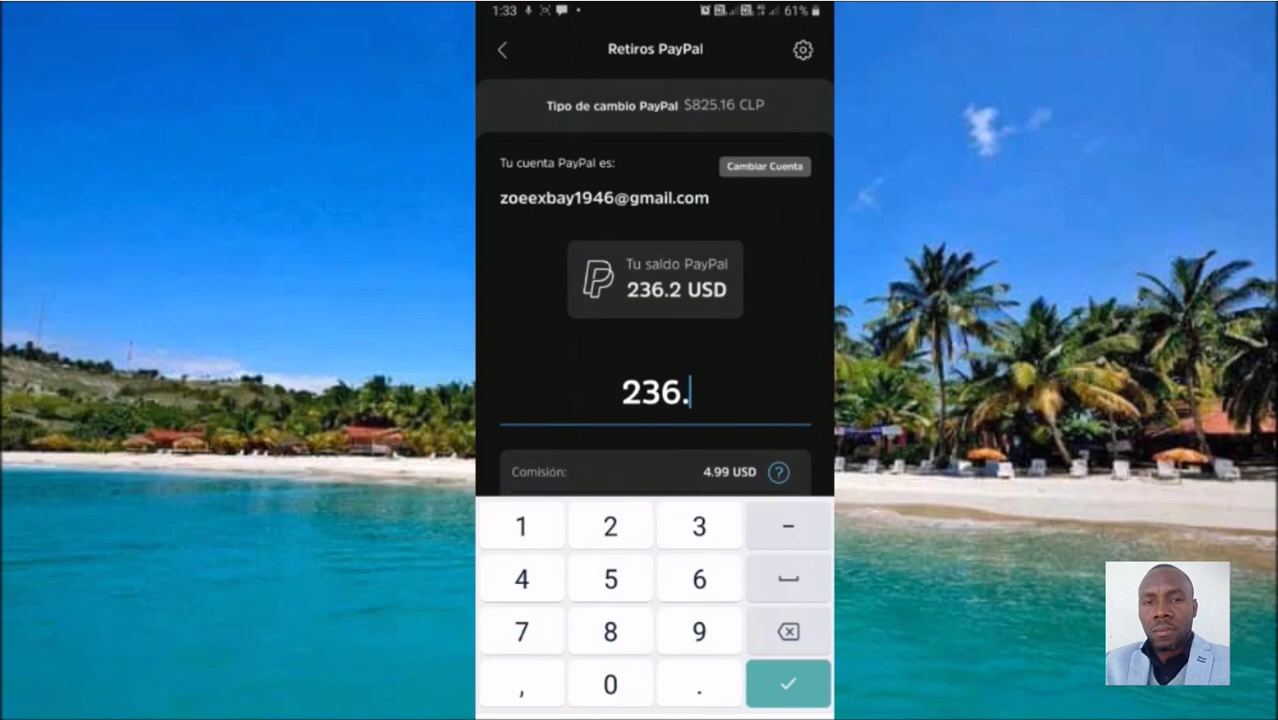 1:33
61%
Retiros PayPal
Tipo de cambio PayPal $825.16 CLP
Tu cuenta PayPal es:
Cambiar Cuenta
zoeexbay1946@gmail.com
Tu saldo PayPal
236.2 USD
236.
Comisión: 4.99 USD ?
1 2 3 -
4 5 6
7 8 9
, 0 .